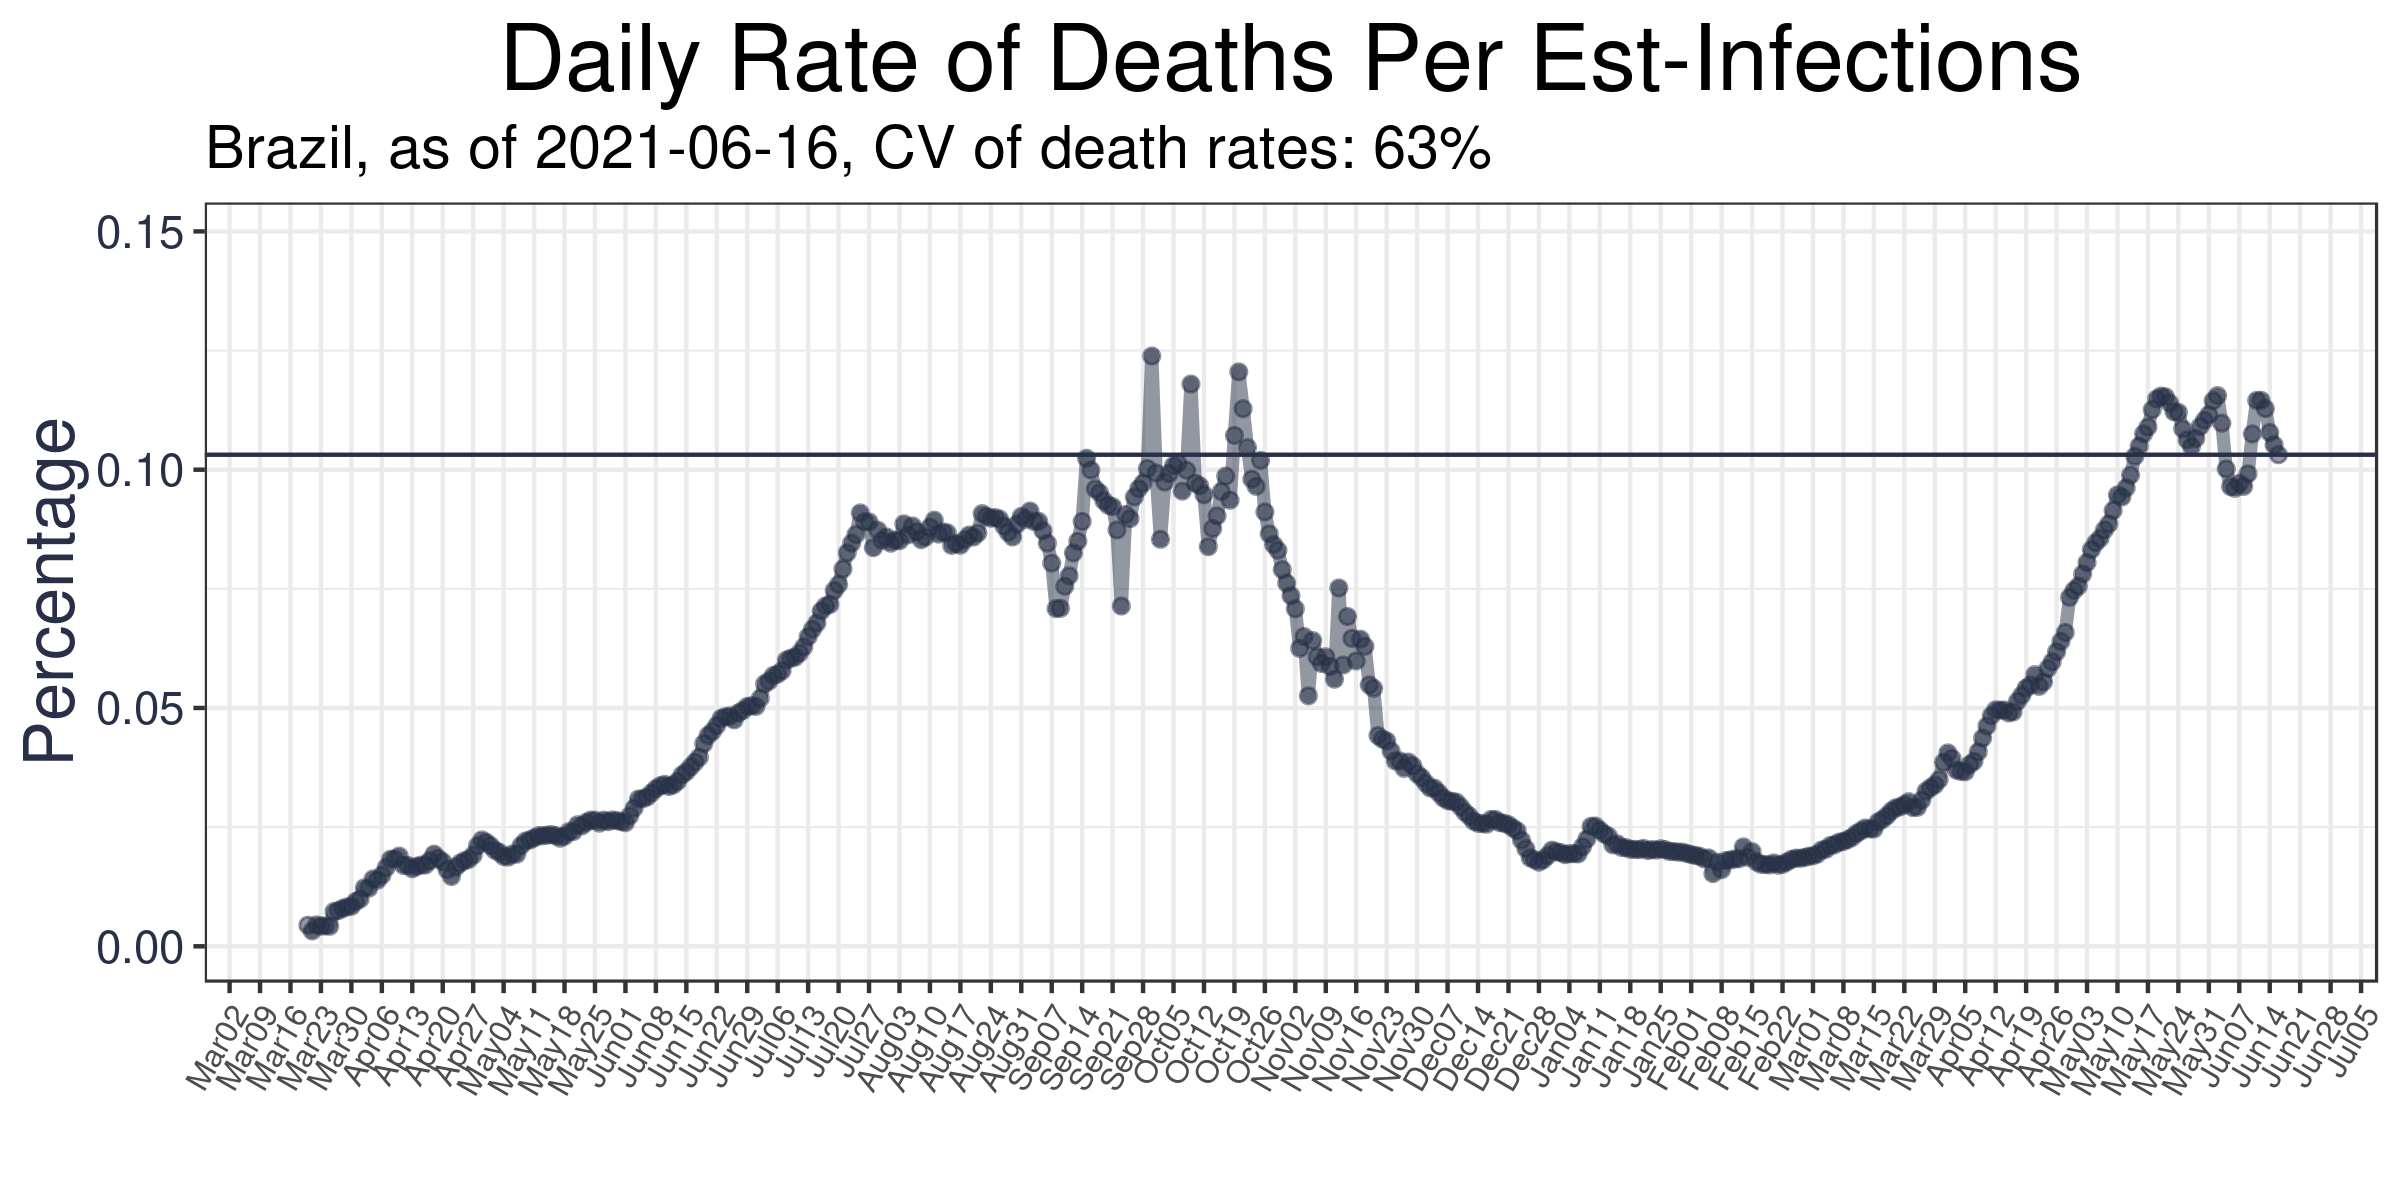 Daily Rate of Deaths Per Est-Infections
Brazil, as of 2021-06-16, CV of death rates: 63%
Percentage
0.15
0.10
0.05
0.00
Mar02
Mar09
Mar16
Mar23
Mar30
Apr06
Apr13
Apr20
Apr27
May04
May11
May18
May25
Jun01
Jun08
Jun15
Jun22
Jun29
Jul06
Jul13
Jul20
Jul27
Aug03
Aug10
Aug17
Aug24
Aug31
Sep07
Sep14
Sep21
Sep28
Oct05
Oct12
Oct19
Oct26
Nov02
Nov09
Nov16
Nov23
Nov30
Dec07
Dec14
Dec21
Dec28
Jan04
Jan11
Jan18
Jan25
Feb01
Feb08
Feb15
Feb22
Mar01
Mar08
Mar15
Mar22
Mar29
Apr05
Apr12
Apr19
Apr26
May03
May10
May17
May24
May31
Jun07
Jun14
Jun21
Jun28
Jul05